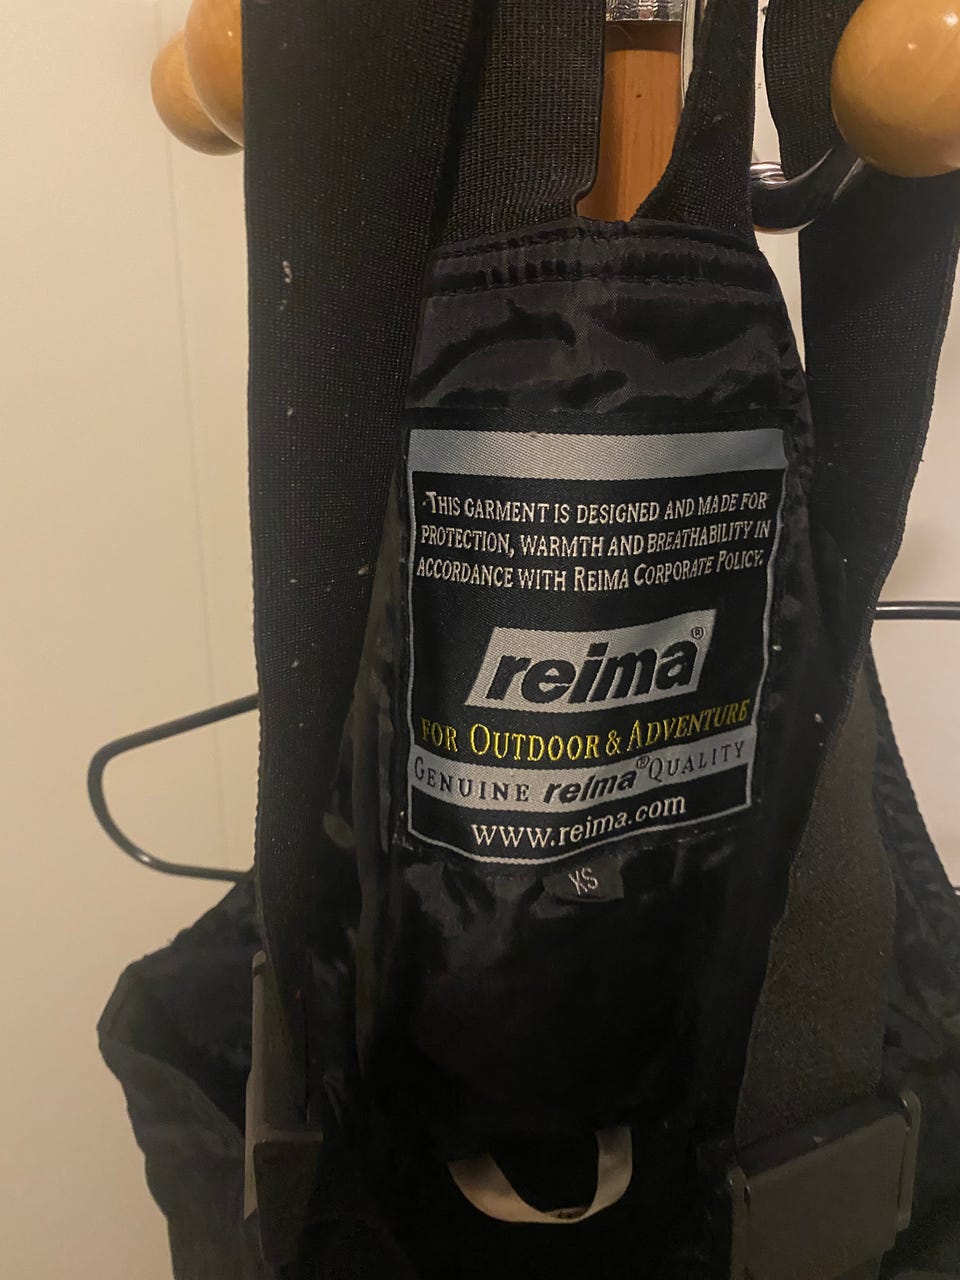 THIS GARMENT IS DESIGNED AND MADE FOR
PROTECTION, WARMTH AND BREATHABILITY IN
ACCORDANCE WITH REIMA CORPORATE POLICY.
reima®
FOR OUTDOOR & ADVENTURE
GENUINE reima® QUALITY
www.reima.com
XS